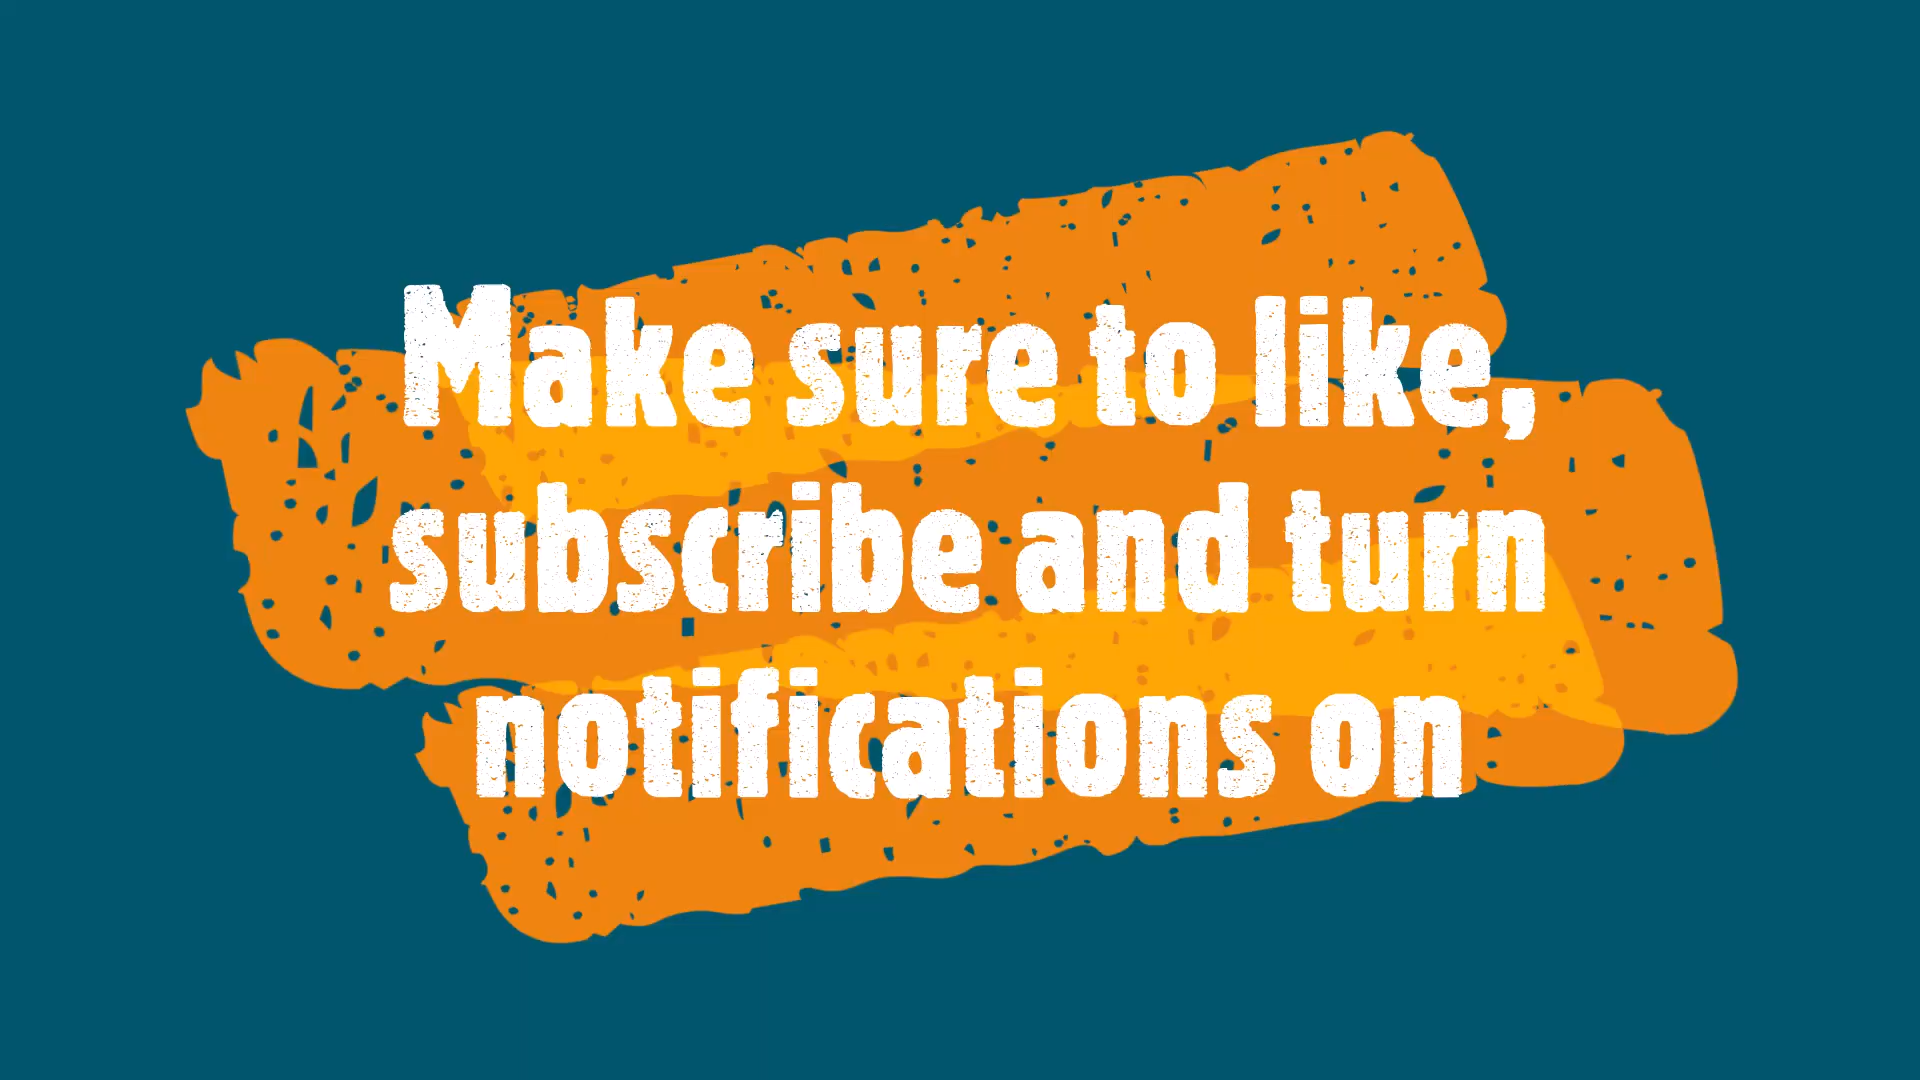 Make sure to like,
subscribe and turn
notifications on